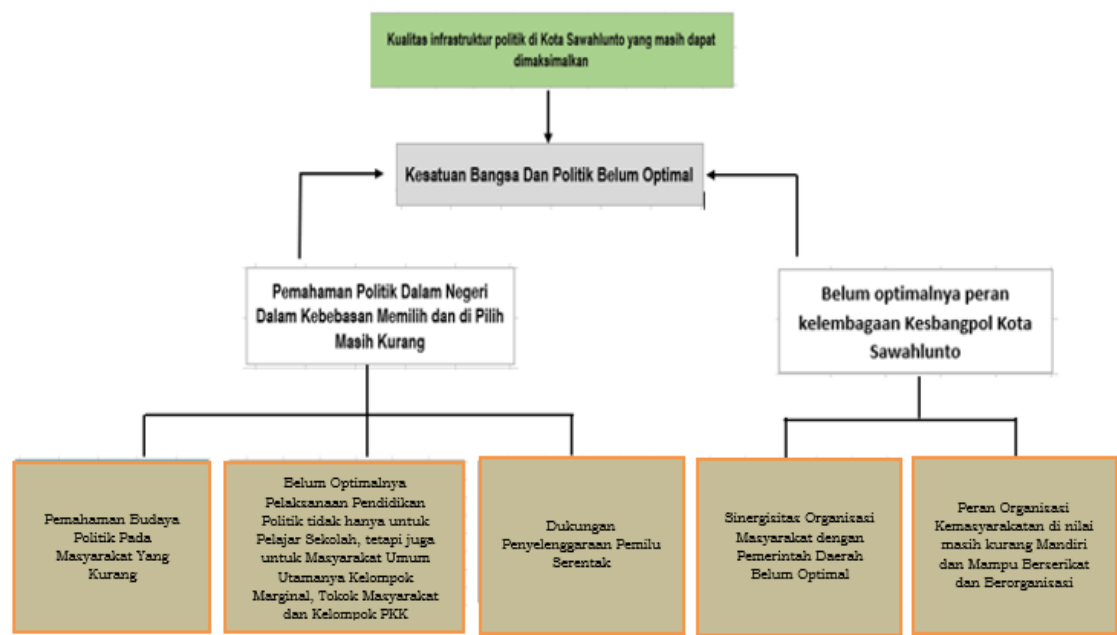 Kualitas infrastruktur politik di Kota Sawahlunto yang masih dapat
dimaksimalkan
Kesatuan Bangsa Dan Politik Belum Optimal
Pemahaman Politik Dalam Negeri
Dalam Kebebasan Memilih dan di Pilih
Masih Kurang
Belum optimalnya peran
kelembagaan Kesbangpol Kota
Sawahlunto
Pemahaman Budaya
Politik Pada
Masyarakat Yang
Kurang
Belum Optimalnya
Pelaksanaan Pendidikan
Politik tidak hanya untuk
Pelajar Sekolah, tetapi juga
untuk Masyarakat Umum
Utamanya Kelompok
Marginal, Tokok Masyarakat
dan Kelompok PKK
Dukungan
Penyelenggaraan Pemilu
Serentak
Sinergisitas Organisasi
Masyarakat dengan
Pemerintah Daerah
Belum Optimal
Peran Organisasi
Kemasyarakatan di nilai
masih kurang Mandiri
dan Mampu Berserikat
dan Berorganisasi